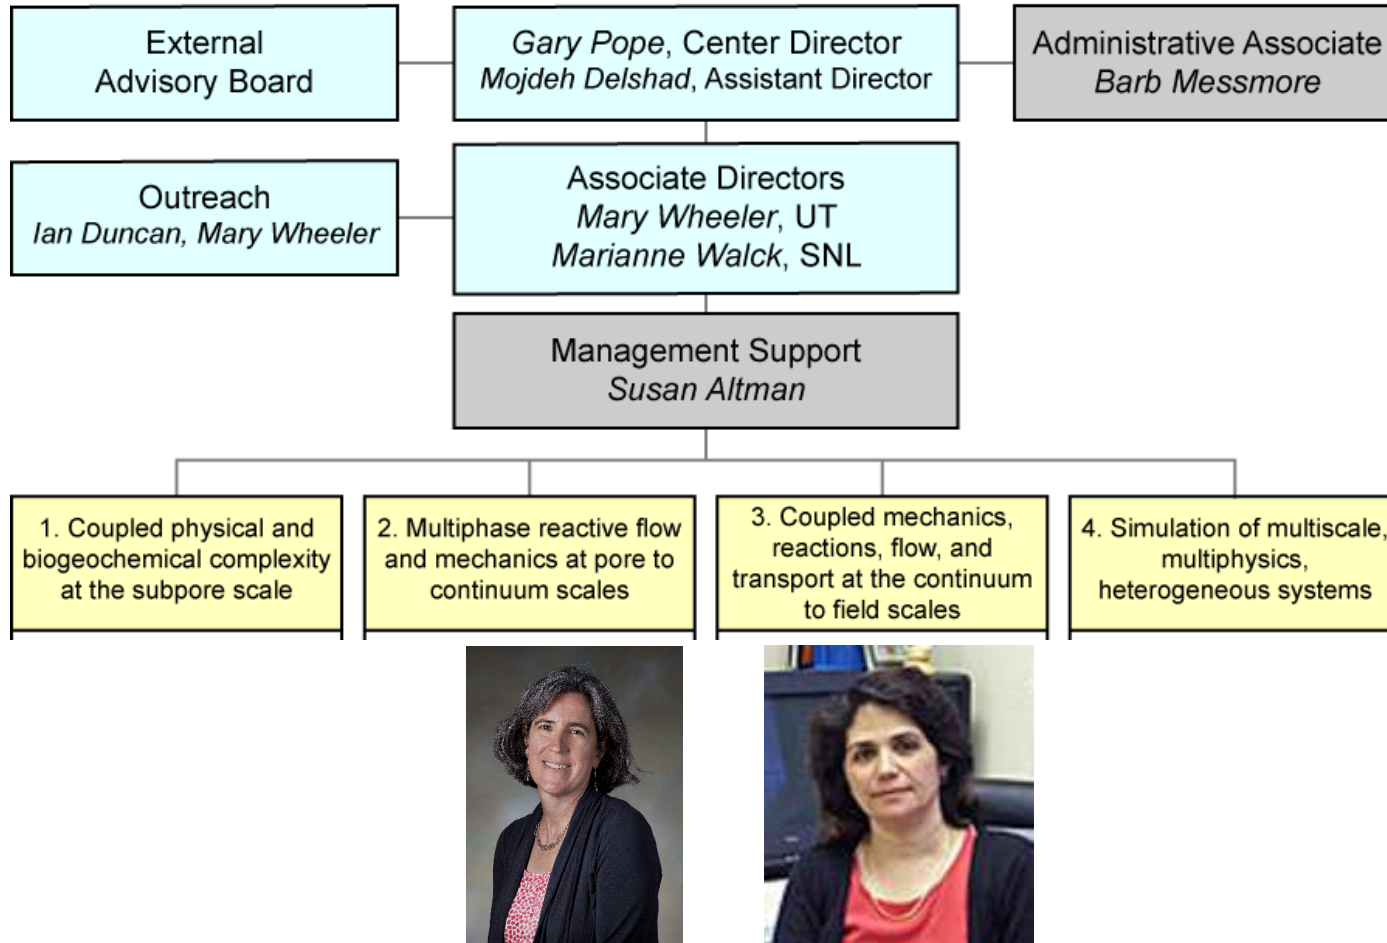 External
Advisory Board
Gary Pope, Center Director
Mojdeh Delshad, Assistant Director
Administrative Associate
Barb Messmore
Outreach
Ian Duncan, Mary Wheeler
Associate Directors
Mary Wheeler, UT
Marianne Walck, SNL
Management Support
Susan Altman
1. Coupled physical and
biogeochemical complexity
at the subpore scale
2. Multiphase reactive flow
and mechanics at pore to
continuum scales
3. Coupled mechanics,
reactions, flow, and
transport at the continuum
to field scales
4. Simulation of multiscale,
multiphysics,
heterogeneous systems